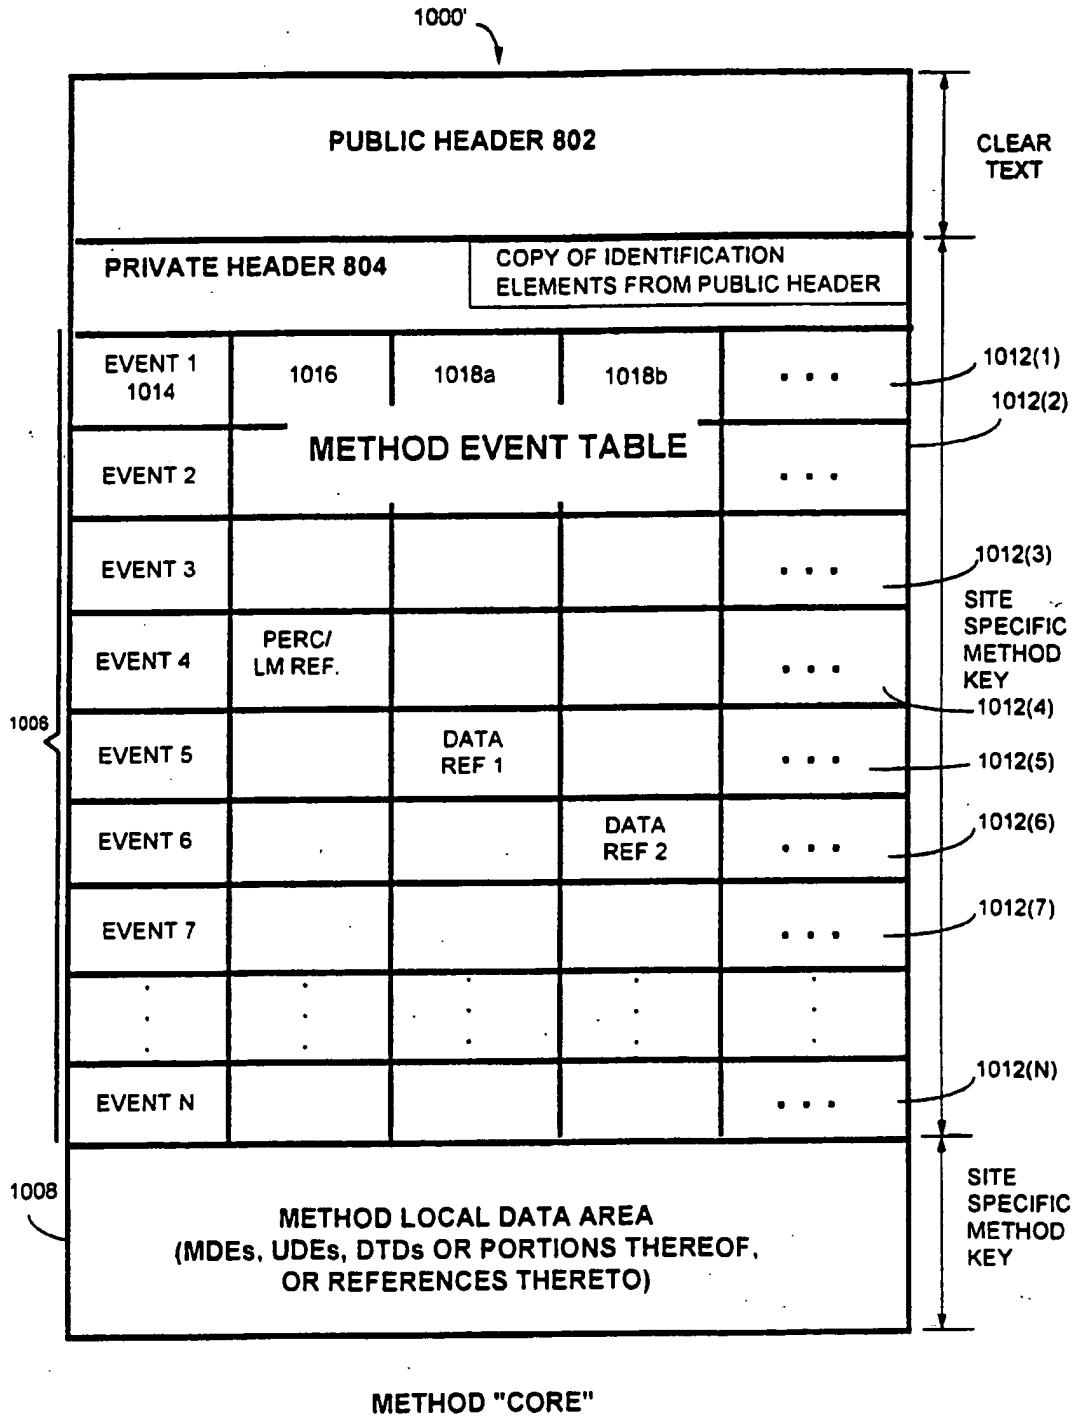 1000'
PUBLIC HEADER 802
CLEAR
TEXT
PRIVATE HEADER 804
COPY OF IDENTIFICATION
ELEMENTS FROM PUBLIC HEADER
EVENT 1
1014
1016
1018a
1018b
. . .
1012(1)
1012(2)
METHOD EVENT TABLE
EVENT 2
. . .
EVENT 3
. . .
1012(3)
SITE
SPECIFIC
METHOD
KEY
EVENT 4
PERC/
LM REF.
. . .
1012(4)
1006
EVENT 5
DATA
REF 1
. . .
1012(5)
EVENT 6
DATA
REF 2
. . .
1012(6)
EVENT 7
. . .
1012(7)
EVENT N
. . .
1012(N)
1008
METHOD LOCAL DATA AREA
(MDEs, UDEs, DTDs OR PORTIONS THEREOF,
OR REFERENCES THERETO)
SITE
SPECIFIC
METHOD
KEY
METHOD "CORE"